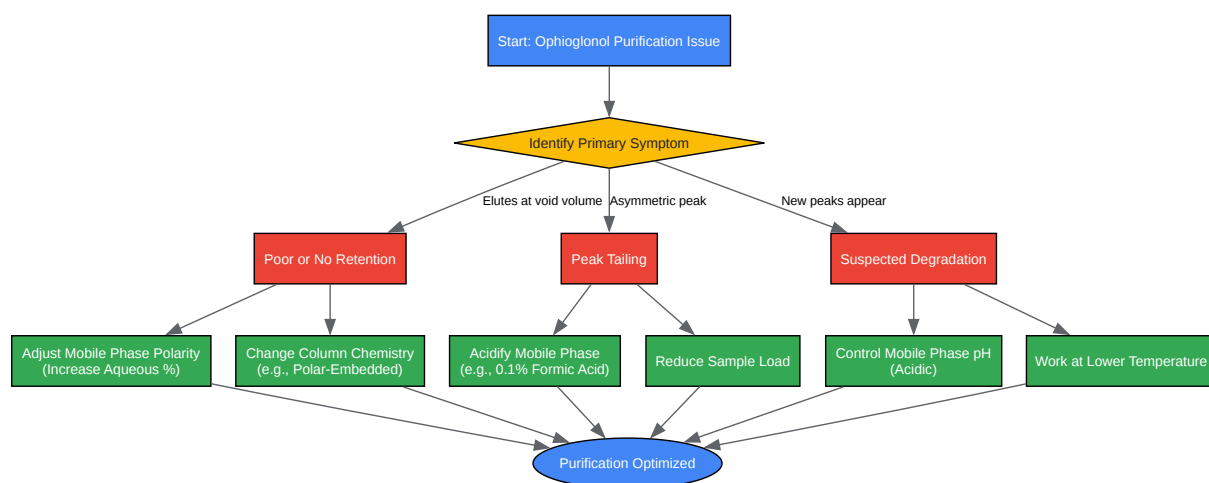 Start: Ophioglonol Purification Issue
Identify Primary Symptom
Elutes at void volume
Asymmetric peak
New peaks appear
Poor or No Retention
Peak Tailing
Suspected Degradation
Adjust Mobile Phase Polarity
(Increase Aqueous %)
Change Column Chemistry
(e.g., Polar-Embedded)
Acidify Mobile Phase
(e.g., 0.1% Formic Acid)
Reduce Sample Load
Control Mobile Phase pH
(Acidic)
Work at Lower Temperature
Purification Optimized